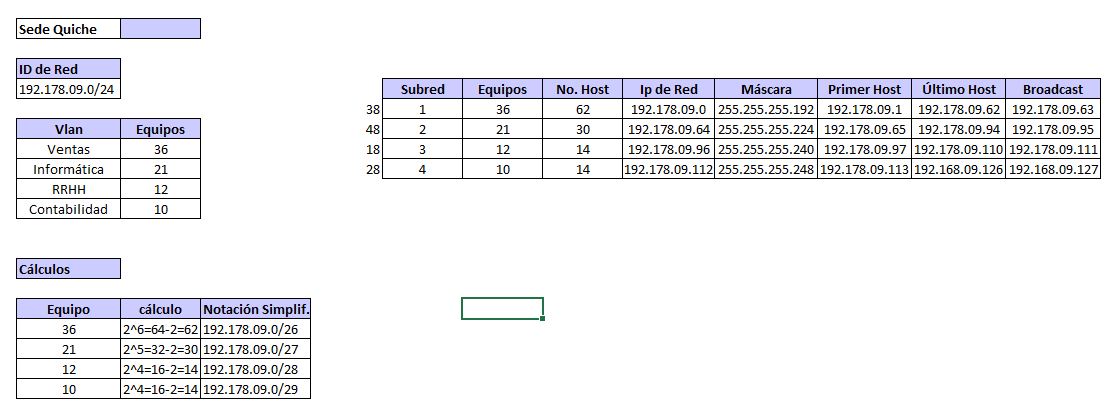 Sede Quiche
ID de Red
192.178.09.0/24
Vlan Equipos
Ventas 36
Informática 21
RRHH 12
Contabilidad 10
Subred Equipos No. Host Ip de Red Máscara Primer Host Último Host Broadcast
38 1 36 62 192.178.09.0 255.255.255.192 192.178.09.1 192.178.09.62 192.178.09.63
48 2 21 30 192.178.09.64 255.255.255.224 192.178.09.65 192.178.09.94 192.178.09.95
18 3 12 14 192.178.09.96 255.255.255.240 192.178.09.97 192.178.09.110 192.178.09.111
28 4 10 14 192.178.09.112 255.255.255.248 192.178.09.113 192.168.09.126 192.168.09.127
Cálculos
Equipo cálculo Notación Simplif.
36 2^6=64-2=62 192.178.09.0/26
21 2^5=32-2=30 192.178.09.0/27
12 2^4=16-2=14 192.178.09.0/28
10 2^4=16-2=14 192.178.09.0/29